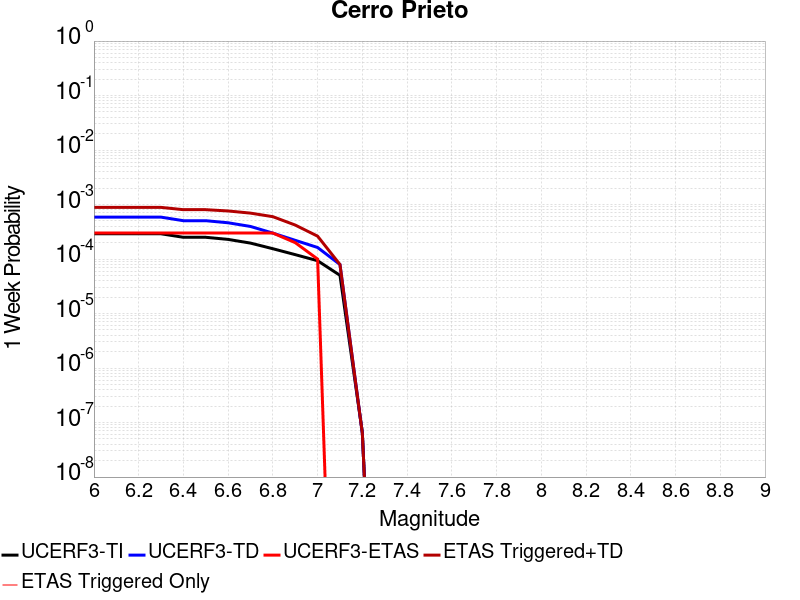 Cerro Prieto
1 Week Probability
10 0
10 -1
10 -2
10 -3
10 -4
10 -5
10 -6
10 -7
10 -8
6 6.2 6.4 6.6 6.8 7 7.2 7.4 7.6 7.8 8 8.2 8.4 8.6 8.8 9
Magnitude
UCERF3-TI UCERF3-TD UCERF3-ETAS ETAS Triggered+TD
ETAS Triggered Only